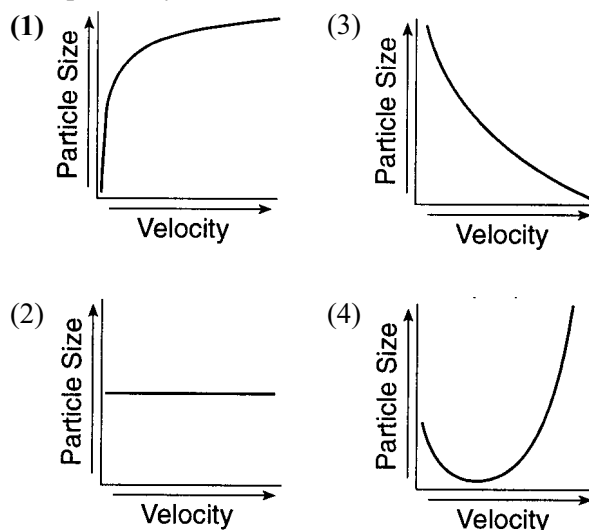 (1)
Particle Size
Velocity
(3)
Particle Size
Velocity
(2)
Particle Size
Velocity
(4)
Particle Size
Velocity